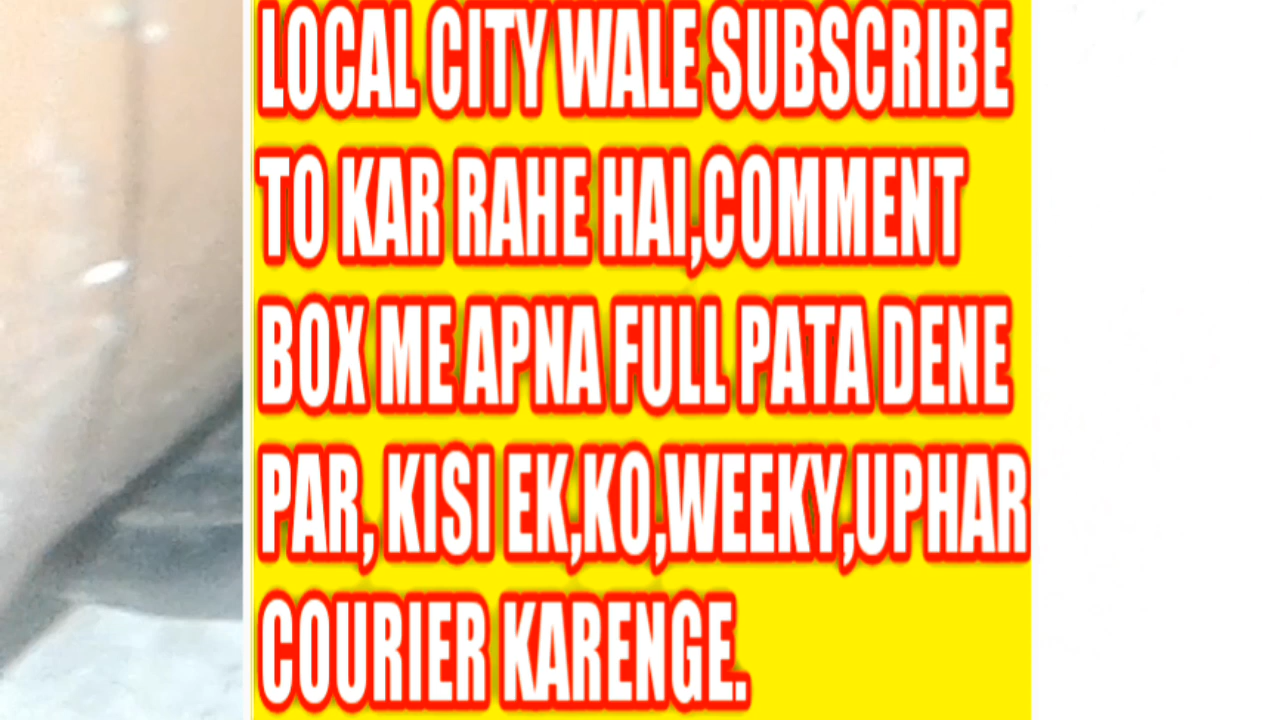 LOCAL CITY WALE SUBSCRIBE
TO KAR RAHE HAI,COMMENT
BOX ME APNA FULL PATA DENE
PAR, KISI EK,KO,WEEKY,UPHAR
COURIER KARENGE.